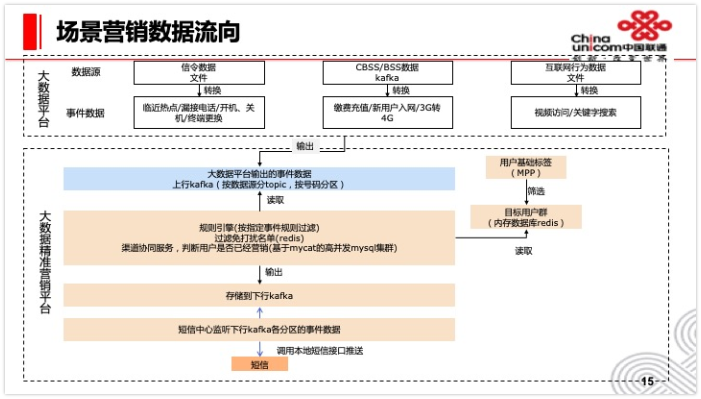 场景营销数据流向
China
unicom中国联通
创新·改变世界
大数据平台
数据源
信令数据
文件
CBSS/BSS数据
kafka
互联网行为数据
文件
转换
转换
转换
事件数据
临近热点/漏接电话/开机、关
机/终端更换
缴费充值/新用户入网/3G转
4G
视频访问/关键字搜索
输出
大数据精准营销平台
大数据平台输出的事件数据
上行kafka（按数据源分topic，按号码分区）
用户基础标签
（MPP）
读取
筛选
规则引擎(按指定事件规则过滤)
过滤免打扰名单(redis)
渠道协同服务，判断用户是否已经营销(基于mycat的高并发mysql集群)
目标用户群
（内存数据库redis）
读取
输出
存储到下行kafka
短信中心监听下行kafka各分区的事件数据
调用本地短信接口推送
短信
15